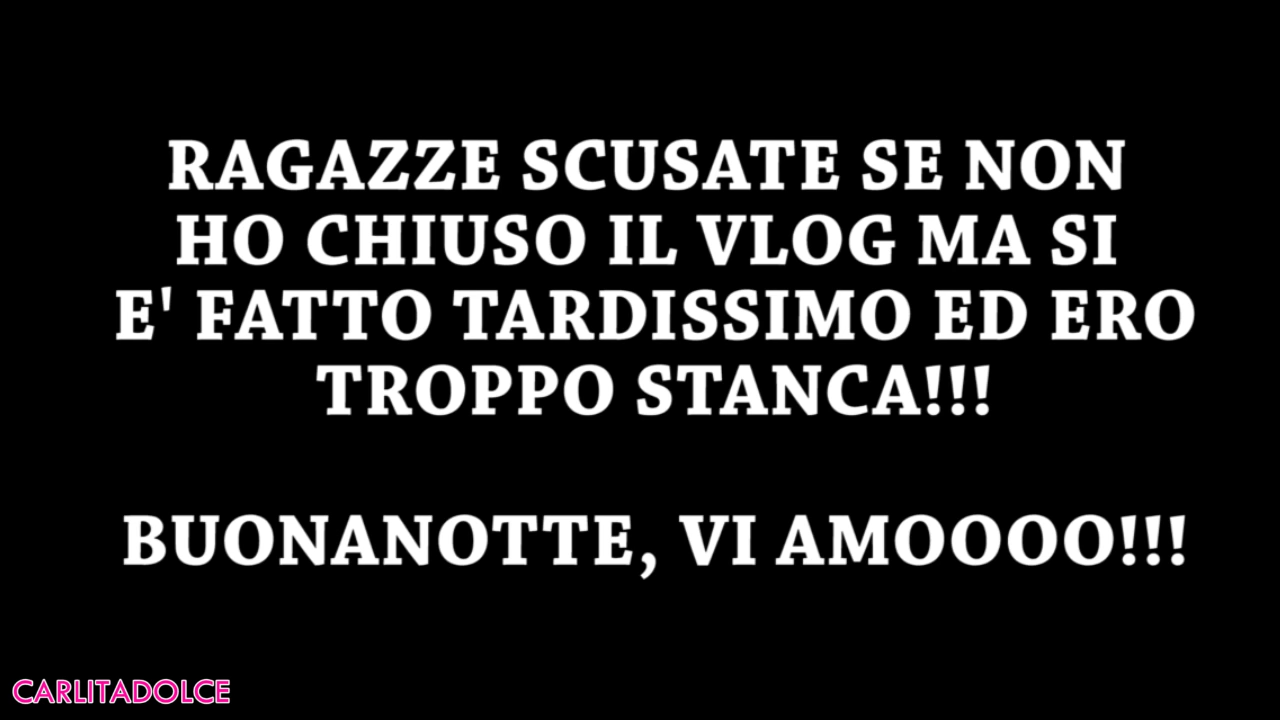 RAGAZZE SCUSATE SE NON
HO CHIUSO IL VLOG MA SI
E' FATTO TARDISSIMO ED ERO
TROPPO STANCA!!!
BUONANOTTE, VI AMOOOO!!!
CARLITADOLCE